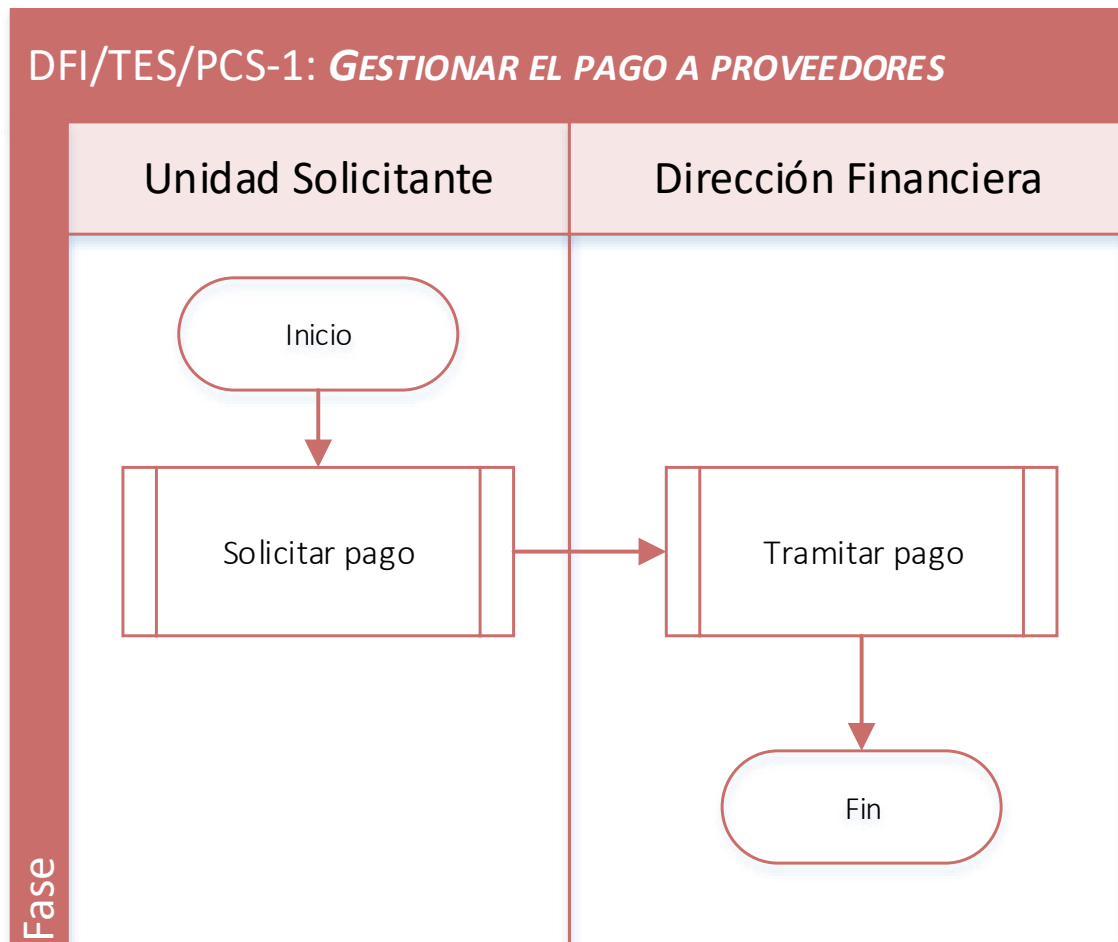 DFI/TES/PCS-1: GESTIONAR EL PAGO A PROVEEDORES
Unidad Solicitante
Dirección Financiera
Inicio
Solicitar pago
Tramitar pago
Fin
Fase